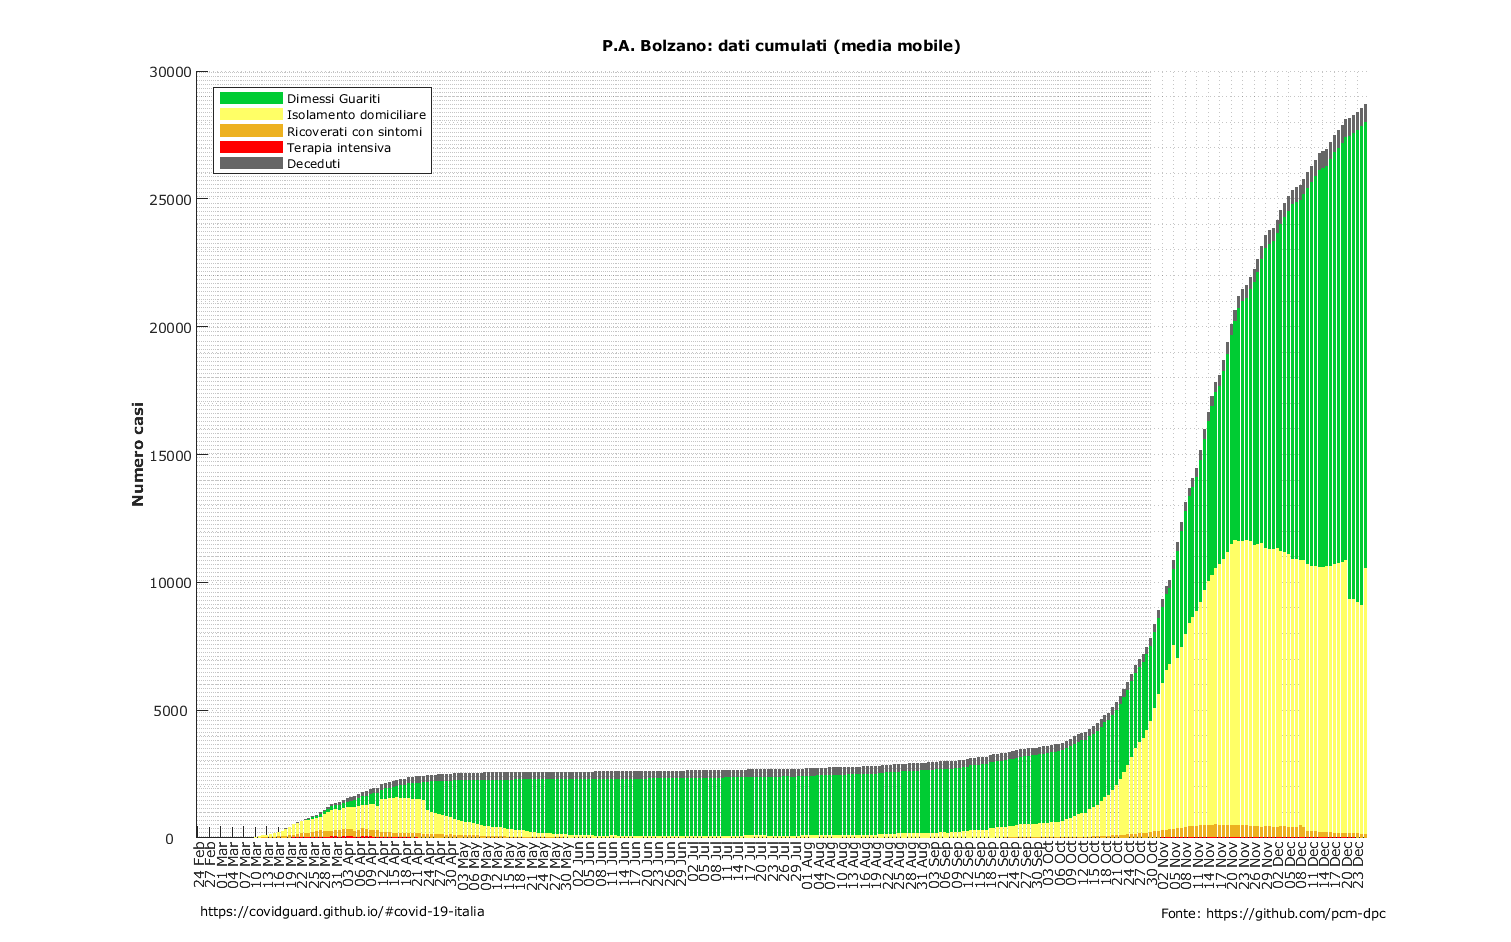 P.A. Bolzano: dati cumulati (media mobile)
30000
25000
20000
15000
10000
5000
0
Numero casi
Dimessi Guariti
Isolamento domiciliare
Ricoverati con sintomi
Terapia intensiva
Deceduti
24 Feb
27 Feb
01 Mar
04 Mar
07 Mar
10 Mar
13 Mar
16 Mar
19 Mar
22 Mar
25 Mar
28 Mar
31 Mar
03 Apr
06 Apr
09 Apr
12 Apr
15 Apr
18 Apr
21 Apr
24 Apr
27 Apr
30 Apr
03 May
06 May
09 May
12 May
15 May
18 May
21 May
24 May
27 May
30 May
02 Jun
05 Jun
08 Jun
11 Jun
14 Jun
17 Jun
20 Jun
23 Jun
26 Jun
29 Jun
02 Jul
05 Jul
08 Jul
11 Jul
14 Jul
17 Jul
20 Jul
23 Jul
26 Jul
29 Jul
01 Aug
04 Aug
07 Aug
10 Aug
13 Aug
16 Aug
19 Aug
22 Aug
25 Aug
28 Aug
31 Aug
03 Sep
06 Sep
09 Sep
12 Sep
15 Sep
18 Sep
21 Sep
24 Sep
27 Sep
30 Sep
03 Oct
06 Oct
09 Oct
12 Oct
15 Oct
18 Oct
21 Oct
24 Oct
27 Oct
30 Oct
02 Nov
05 Nov
08 Nov
11 Nov
14 Nov
17 Nov
20 Nov
23 Nov
26 Nov
29 Nov
02 Dec
05 Dec
08 Dec
11 Dec
14 Dec
17 Dec
20 Dec
23 Dec
https://covidguard.github.io/#covid-19-italia
Fonte: https://github.com/pcm-dpc